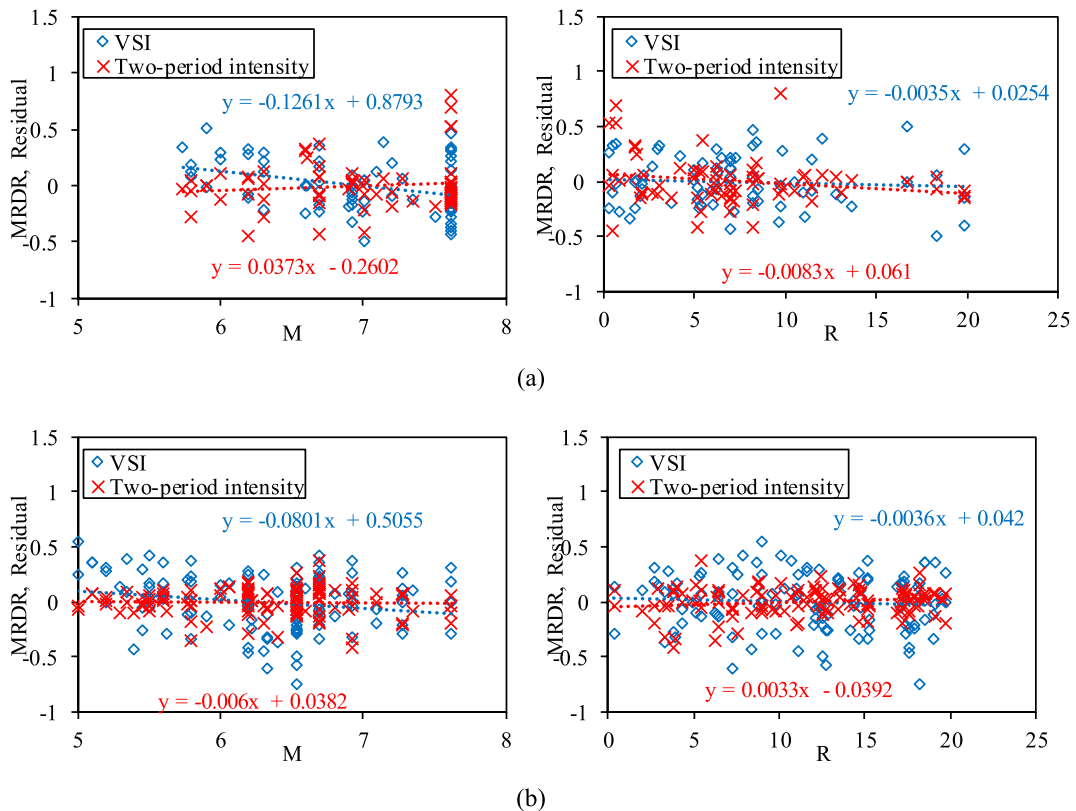 1.5
1
0.5
0
-0.5
-1
MRDR, Residual
VSI
Two-period intensity
y = -0.1261x + 0.8793
y = 0.0373x - 0.2602
5 6 7 8
M
1.5
1
0.5
0
-0.5
-1
MRDR, Residual
VSI
Two-period intensity
y = -0.0035x + 0.0254
y = -0.0083x + 0.061
0 5 10 15 20 25
R
(a)
1.5
1
0.5
0
-0.5
-1
MRDR, Residual
VSI
Two-period intensity
y = -0.0801x + 0.5055
y = -0.006x + 0.0382
5 6 7 8
M
1.5
1
0.5
0
-0.5
-1
MRDR, Residual
VSI
Two-period intensity
y = -0.0036x + 0.042
y = 0.0033x - 0.0392
0 5 10 15 20 25
R
(b)